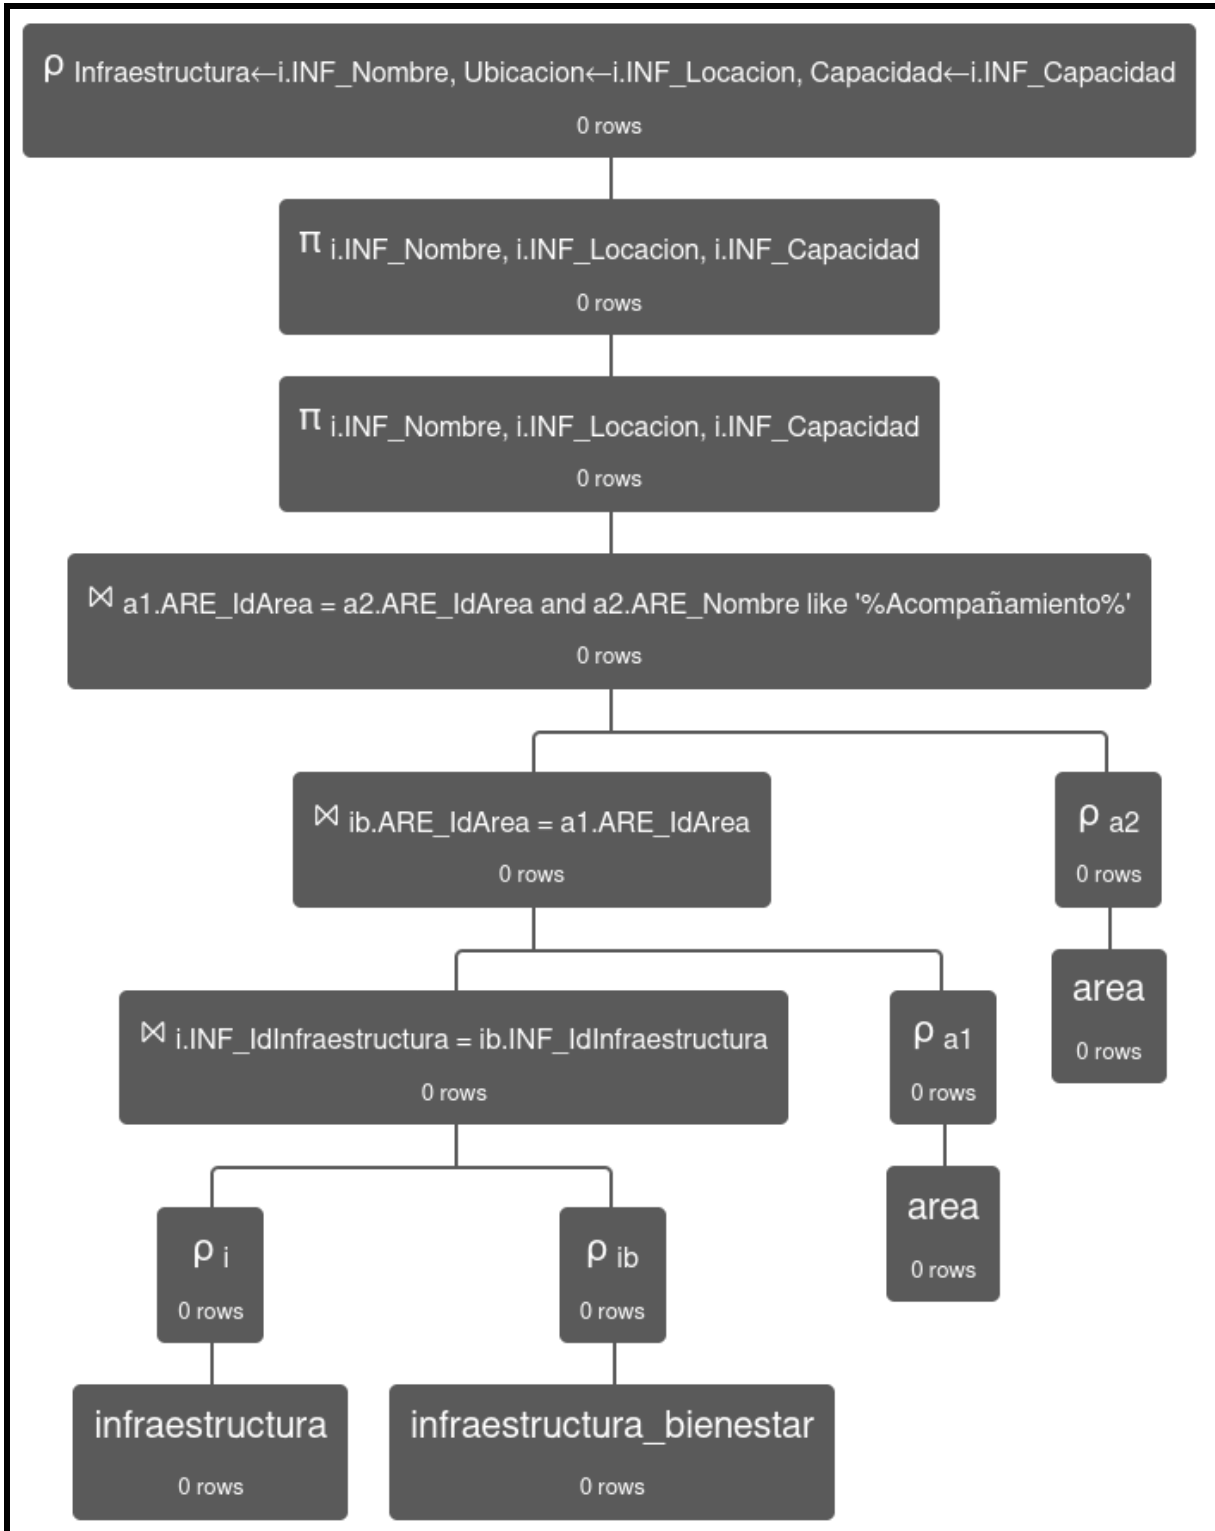 ρ Infraestructura←i.INF_Nombre, Ubicacion←i.INF_Locacion, Capacidad←i.INF_Capacidad
0 rows
π i.INF_Nombre, i.INF_Locacion, i.INF_Capacidad
0 rows
π i.INF_Nombre, i.INF_Locacion, i.INF_Capacidad
0 rows
⋈ a1.ARE_IdArea = a2.ARE_IdArea and a2.ARE_Nombre like '%Acompañamiento%'
0 rows
⋈ ib.ARE_IdArea = a1.ARE_IdArea
0 rows
ρ a2
0 rows
area
0 rows
⋈ i.INF_IdInfraestructura = ib.INF_IdInfraestructura
0 rows
ρ a1
0 rows
area
0 rows
ρ i
0 rows
ρ ib
0 rows
infraestructura
0 rows
infraestructura_bienestar
0 rows